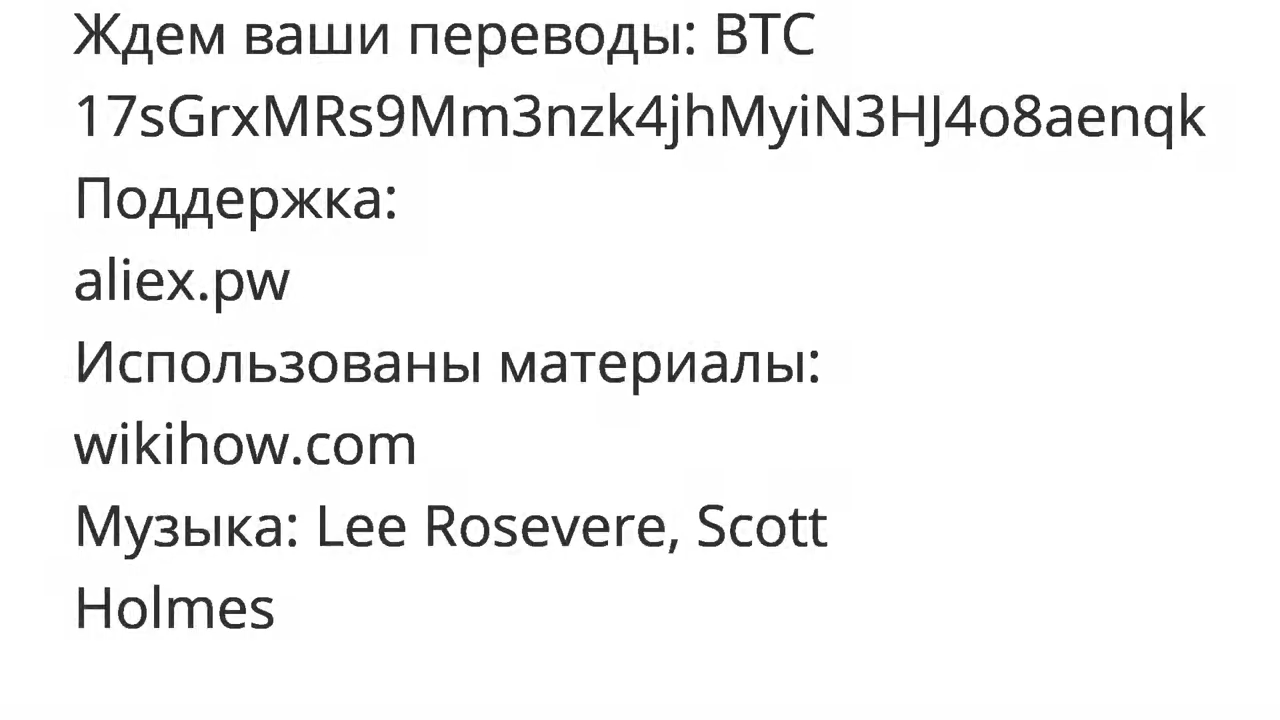 Ждем ваши переводы: BTC
17sGrxMRs9Mm3nzk4jhMyiN3HJ4o8aenqk
Поддержка:
aliex.pw
Использованы материалы:
wikihow.com
Музыка: Lee Rosevere, Scott
Holmes